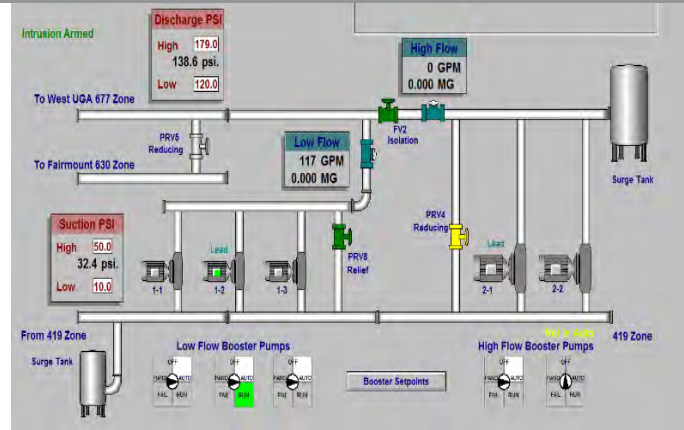 Intrusion Armed
Discharge PSI
High 179.0
138.6 psi.
Low 120.0
High Flow
0 GPM
0.000 MG
To West UGA 677 Zone
FV2
Isolation
PRV5
Reducing
Low Flow
117 GPM
0.000 MG
To Fairmount 630 Zone
Surge Tank
Suction PSI
High 50.0
32.4 psi.
Low 10.0
PRV4
Reducing
PRV8
Relief
Lead
Lead
1-1
1-2
1-3
2-1
2-2
From 419 Zone
419 Zone
Low Flow Booster Pumps
High Flow Booster Pumps
Surge Tank
OFF
OFF
OFF
OFF
OFF
HAND AUTO
HAND AUTO
HAND AUTO
HAND AUTO
HAND AUTO
FAIL RUN
FAIL RUN
FAIL RUN
FAIL RUN
FAIL RUN
Booster Setpoints